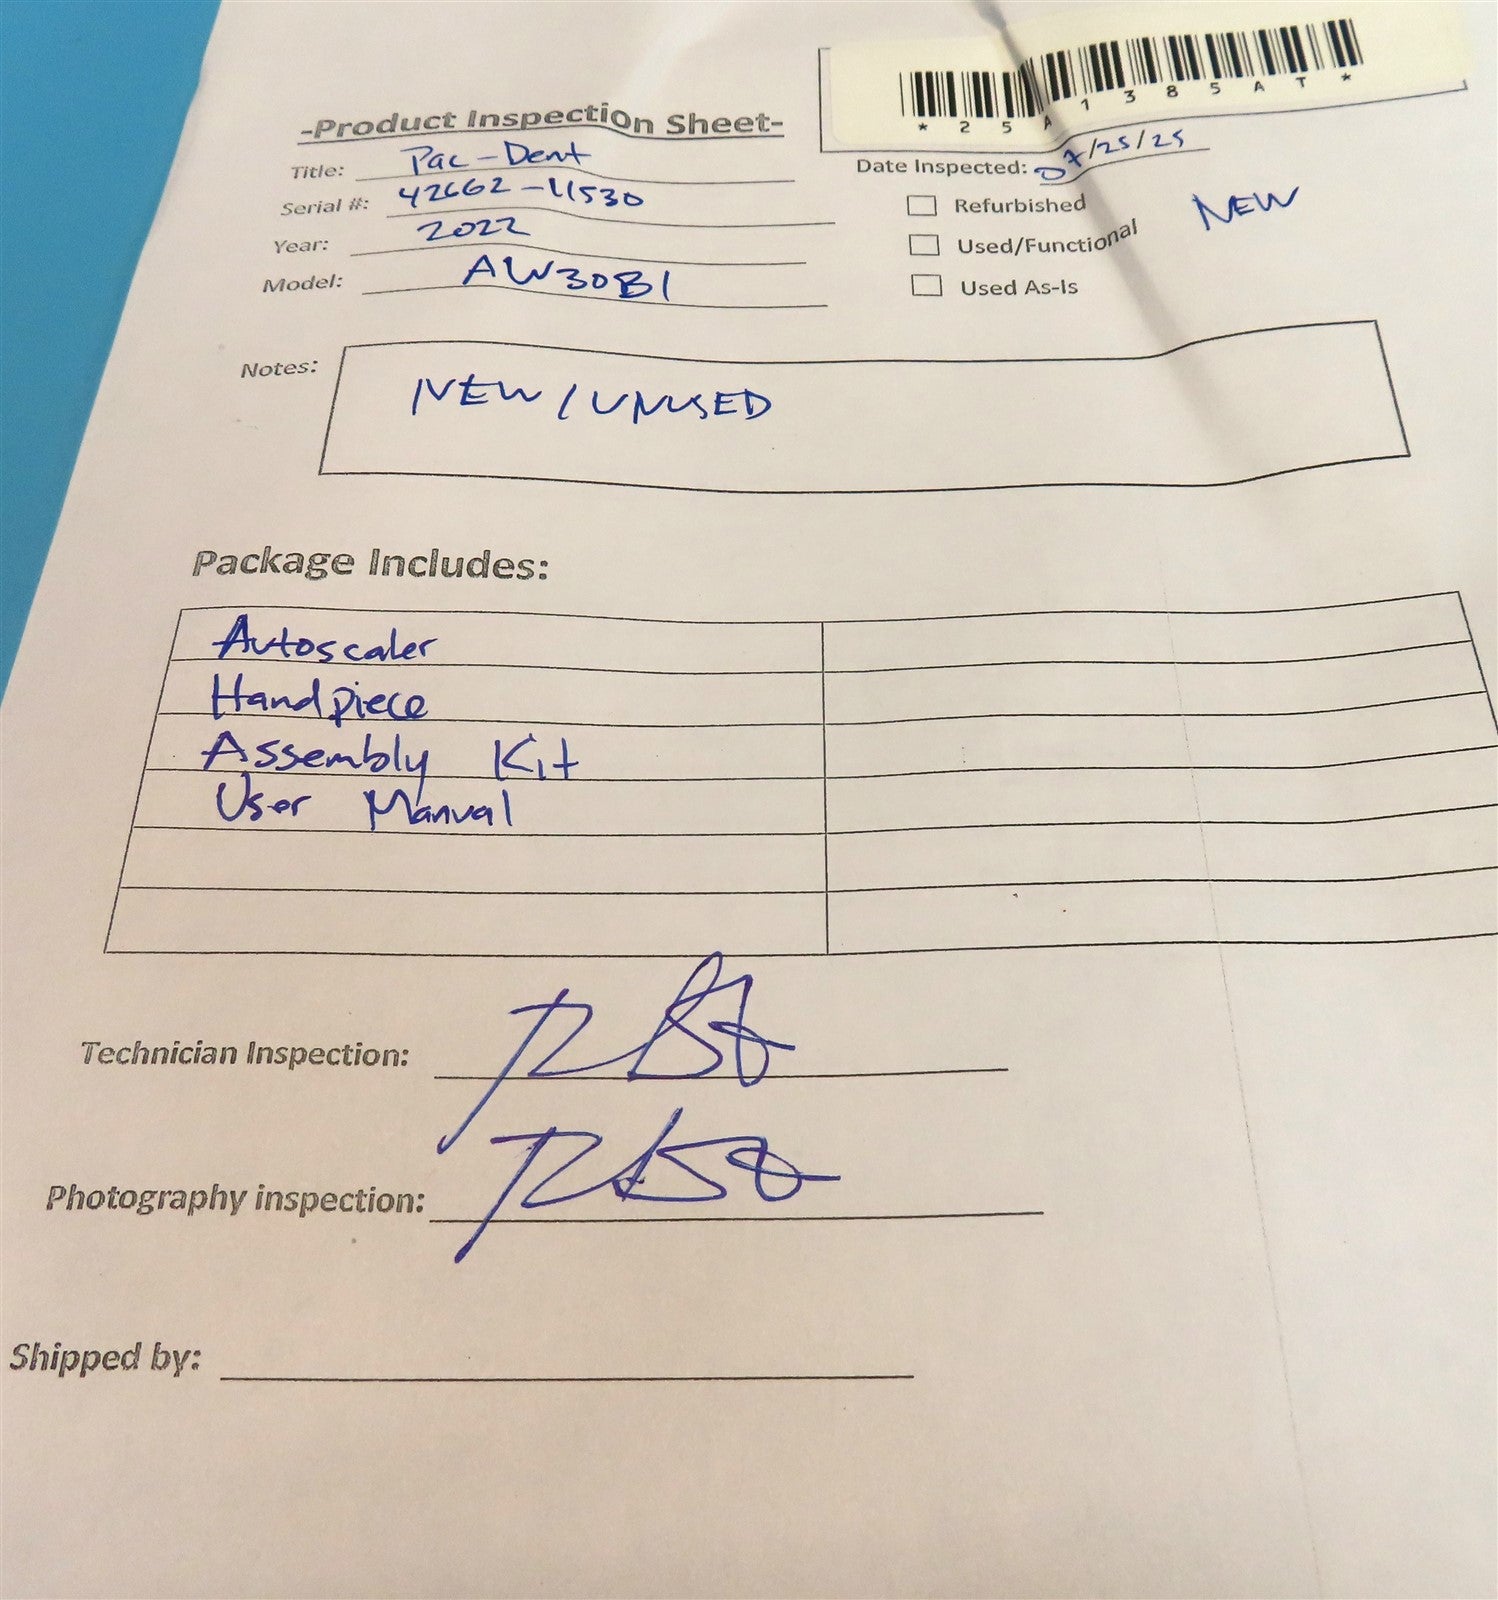 *25A1385AT*
-Product Inspection Sheet-
Title: Pac-Dent
Serial #: 42662-11530
Year: 2022
Model: AW30B1
Date Inspected: 07/25/25
Refurbished
Used/Functional
Used As-Is
NEW
Notes: NEW/UNUSED
Package Includes:
Autoscaler
Handpiece
Assembly Kit
User Manual
Technician Inspection:
Photography inspection:
Shipped by: